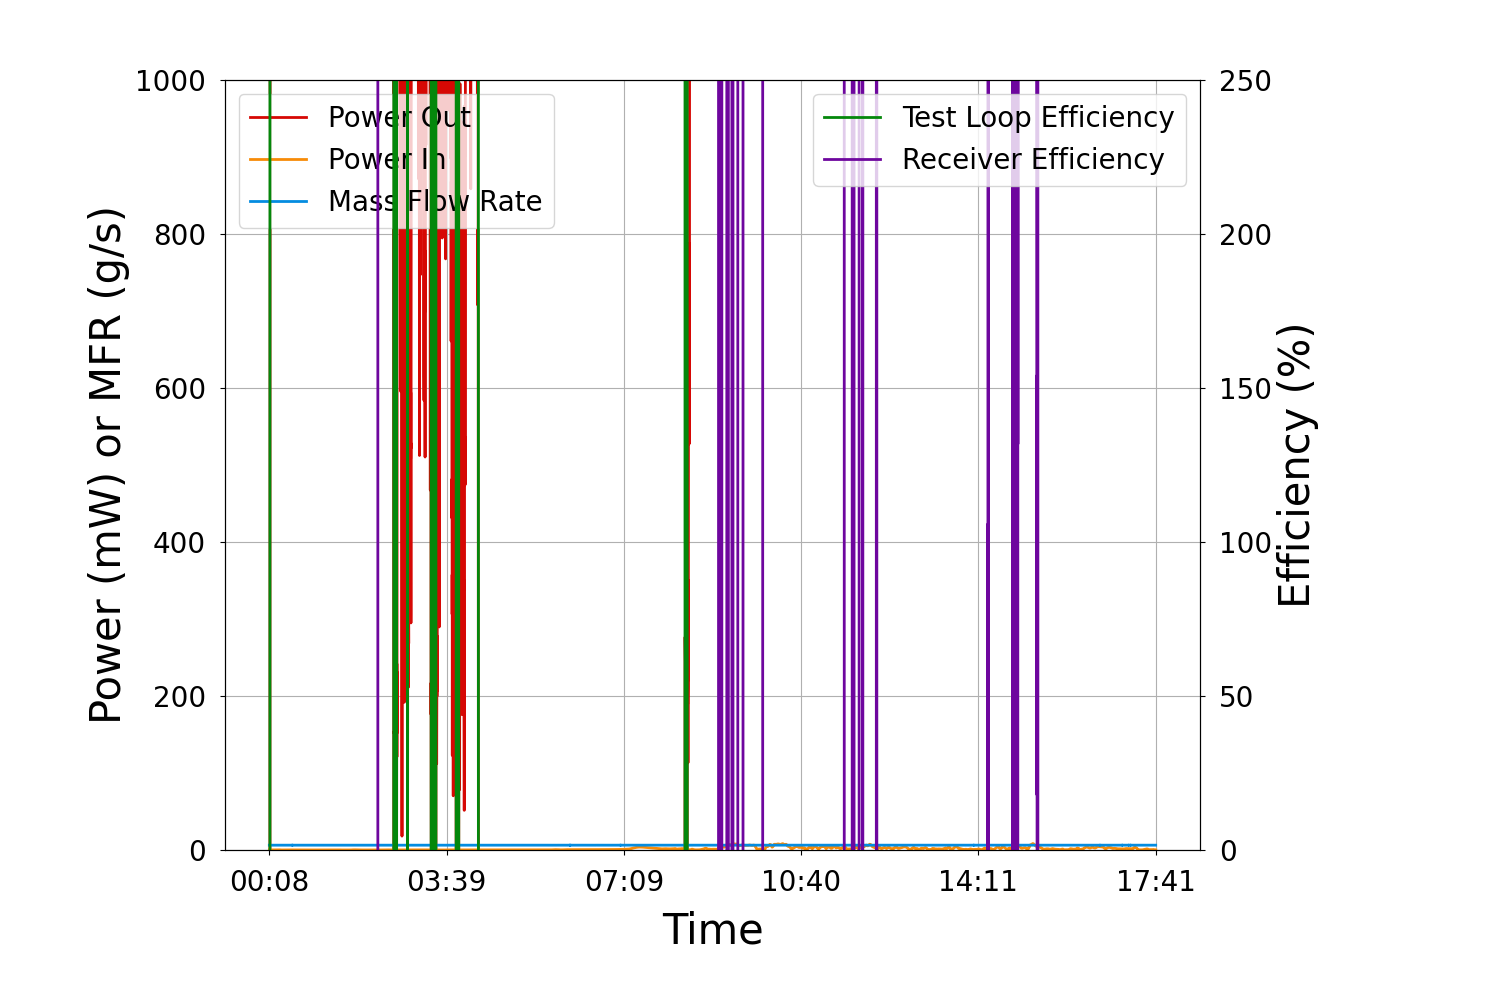 1000
800
600
400
200
0
Power (mW) or MFR (g/s)
Power Out
Power In
Mass Flow Rate
Test Loop Efficiency
Receiver Efficiency
250
200
150
100
50
0
Efficiency (%)
00:08 03:39 07:09 10:40 14:11 17:41
Time